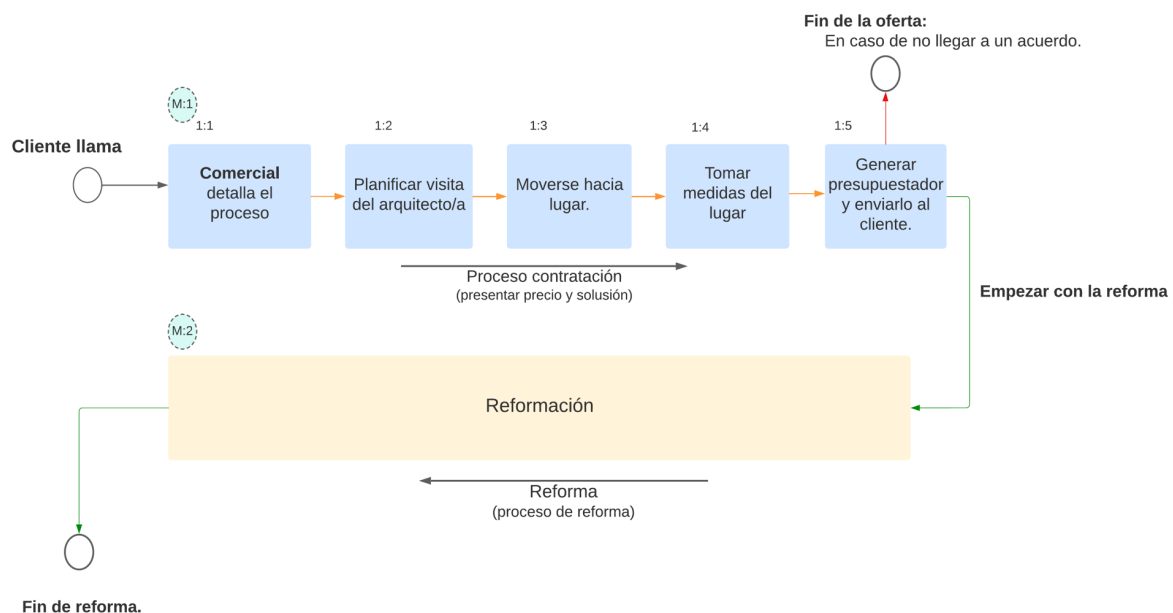 Fin de la oferta:
En caso de no llegar a un acuerdo.
M:1
1:1
1:2
1:3
1:4
1:5
Cliente llama
Comercial
detalla el
proceso
Planificar visita
del arquitecto/a
Moverse hacia
lugar.
Tomar
medidas del
lugar
Generar
presupuestador
y enviarlo al
cliente.
Proceso contratación
(presentar precio y solusión)
Empezar con la reforma
M:2
Reformación
Reforma
(proceso de reforma)
Fin de reforma.